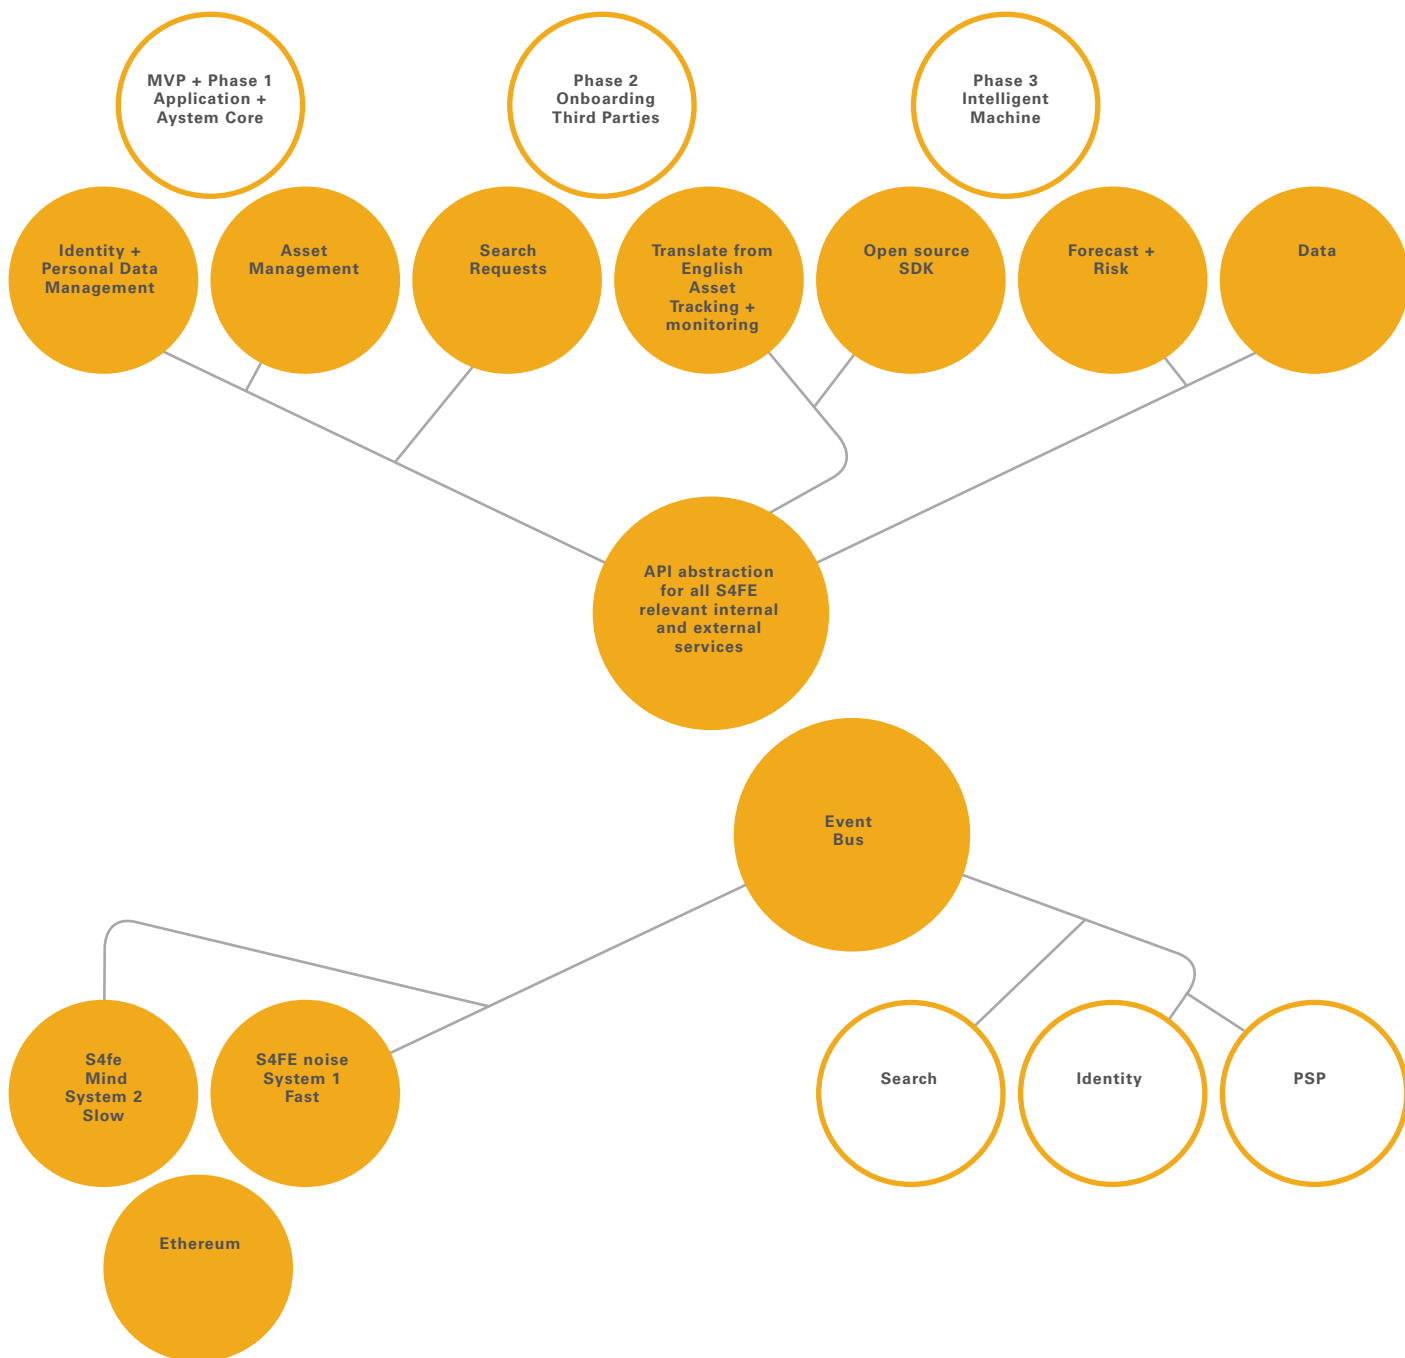 MVP + Phase 1
Application +
Aystem Core
Phase 2
Onboarding
Third Parties
Phase 3
Intelligent
Machine
Identity +
Personal Data
Management
Asset
Management
Search
Requests
Translate from
English
Asset
Tracking +
monitoring
Open source
SDK
Forecast +
Risk
Data
API abstraction
for all S4FE
relevant internal
and external
services
Event
Bus
S4fe
Mind
System 2
Slow
S4FE noise
System 1
Fast
Search
Identity
PSP
Ethereum